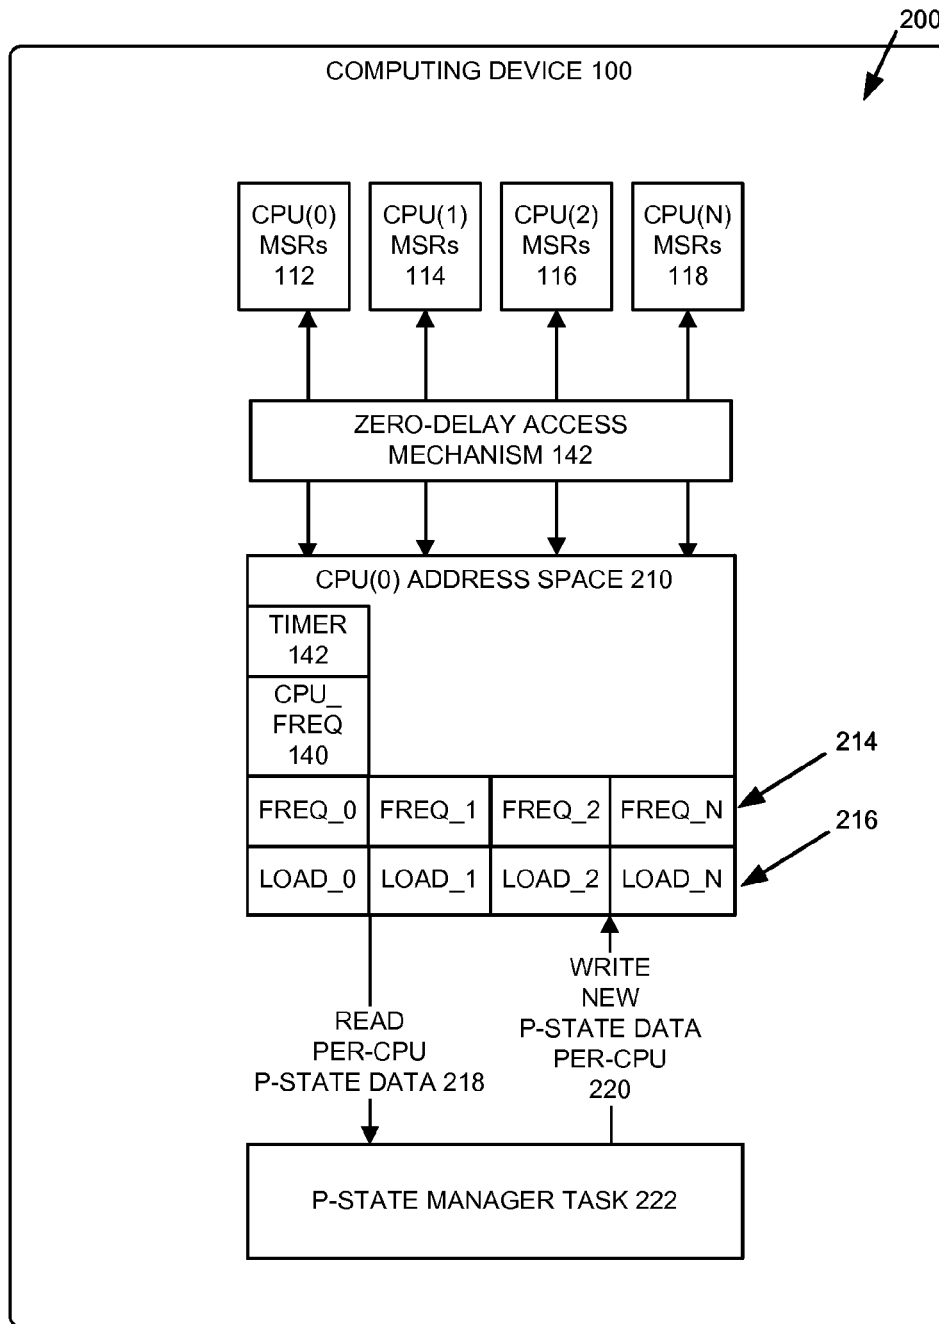 200
COMPUTING DEVICE 100
CPU(0)
MSRs
112
CPU(1)
MSRs
114
CPU(2)
MSRs
116
CPU(N)
MSRs
118
ZERO-DELAY ACCESS
MECHANISM 142
CPU(0) ADDRESS SPACE 210
TIMER
142
CPU_
FREQ
140
214
FREQ_0 FREQ_1 FREQ_2 FREQ_N
216
LOAD_0 LOAD_1 LOAD_2 LOAD_N
READ
PER-CPU
P-STATE DATA 218
WRITE
NEW
P-STATE DATA
PER-CPU
220
P-STATE MANAGER TASK 222